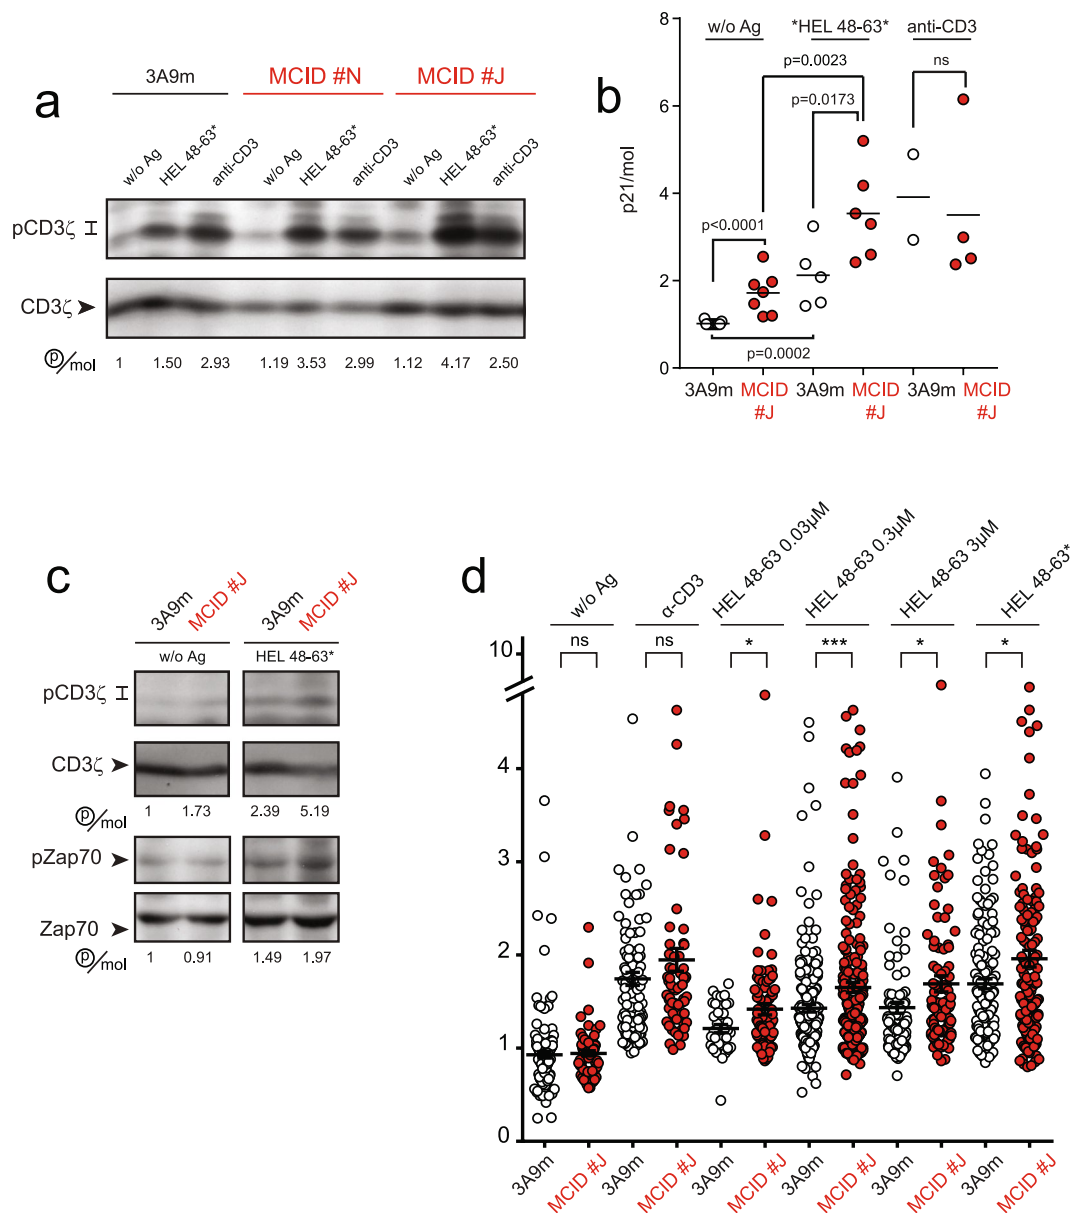 a
3A9m MCID #N MCID #J
w/o Ag HEL 48-63* anti-CD3 w/o Ag HEL 48-63* anti-CD3 w/o Ag HEL 48-63* anti-CD3
pCD3ζ
CD3ζ
ⓟ/mol 1 1.50 2.93 1.19 3.53 2.99 1.12 4.17 2.50
b
w/o Ag *HEL 48-63* anti-CD3
p=0.0023 ns
p=0.0173
p<0.0001
p=0.0002
p21/mol
8
6
4
2
0
3A9m MCID #J 3A9m MCID #J 3A9m MCID #J
c
3A9m MCID #J 3A9m MCID #J
w/o Ag HEL 48-63*
pCD3ζ
CD3ζ
ⓟ/mol 1 1.73 2.39 5.19
pZap70
Zap70
ⓟ/mol 1 0.91 1.49 1.97
d
w/o Ag α-CD3 HEL 48-63 0.03µM HEL 48-63 0.3µM HEL 48-63 3µM HEL 48-63*
ns ns * *** * *
10
4
3
2
1
0
3A9m MCID #J 3A9m MCID #J 3A9m MCID #J 3A9m MCID #J 3A9m MCID #J 3A9m MCID #J